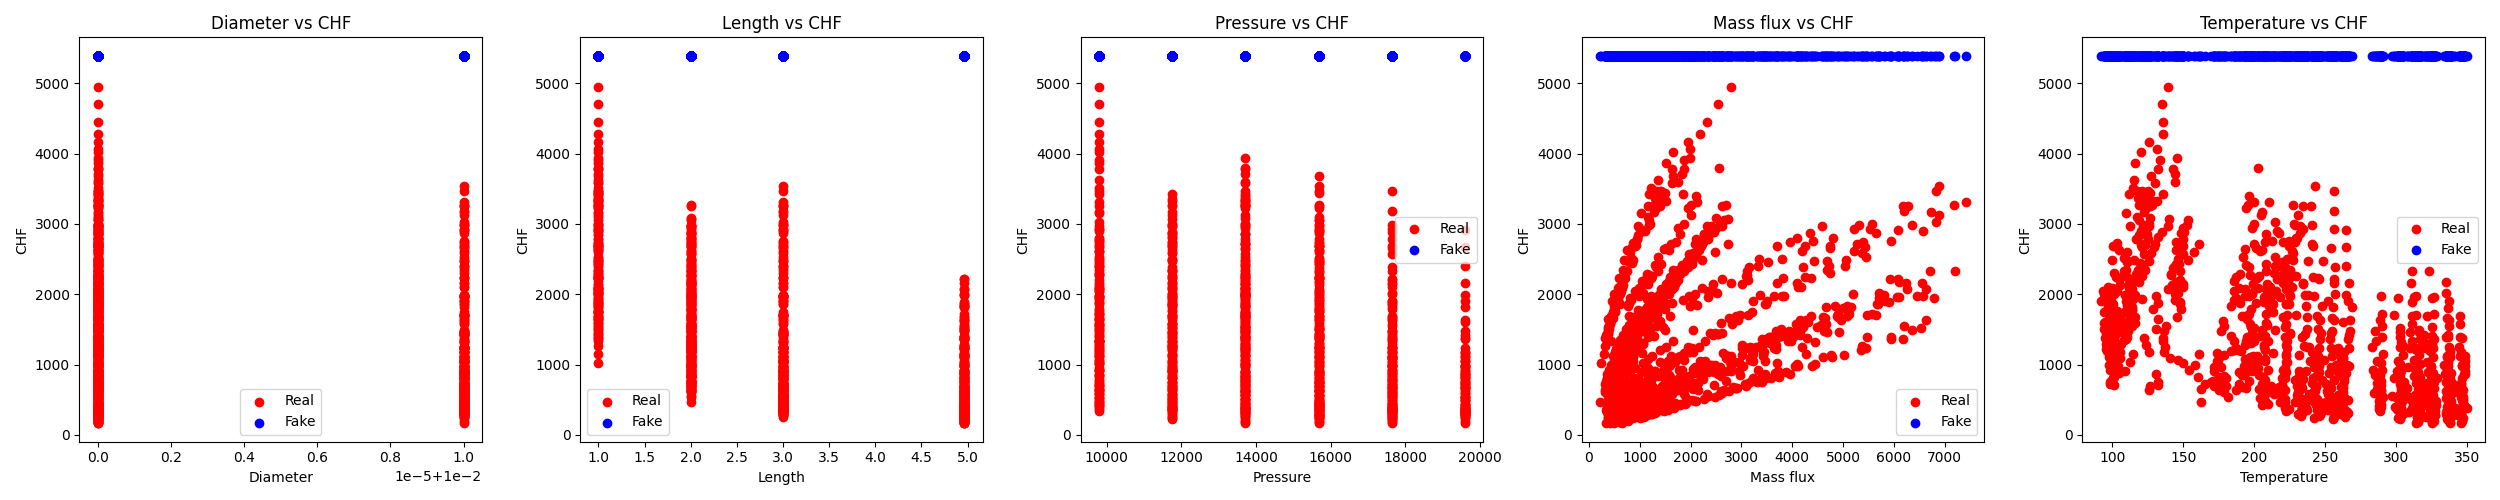 Diameter vs CHF
CHF
5000
4000
3000
2000
1000
0
0.0 0.2 0.4 0.6 0.8 1.0
1e−5+1e−2
Diameter
Real
Fake
Length vs CHF
CHF
5000
4000
3000
2000
1000
0
1.0 1.5 2.0 2.5 3.0 3.5 4.0 4.5 5.0
Length
Real
Fake
Pressure vs CHF
CHF
5000
4000
3000
2000
1000
0
10000 12000 14000 16000 18000 20000
Pressure
Real
Fake
Mass flux vs CHF
CHF
5000
4000
3000
2000
1000
0
0 1000 2000 3000 4000 5000 6000 7000
Mass flux
Real
Fake
Temperature vs CHF
CHF
5000
4000
3000
2000
1000
0
100 150 200 250 300 350
Temperature
Real
Fake